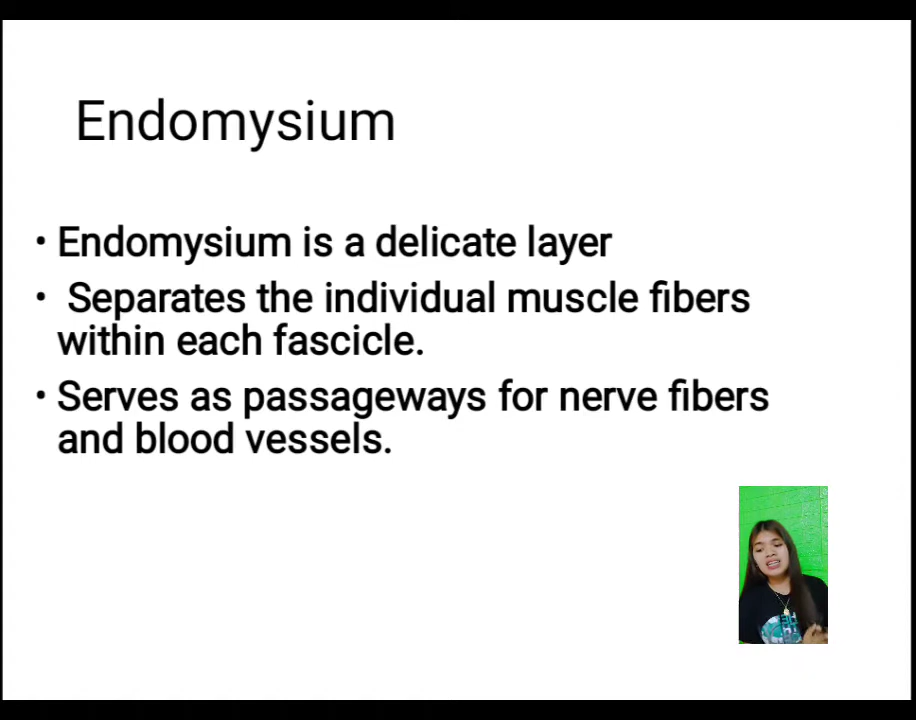 Endomysium
• Endomysium is a delicate layer
• Separates the individual muscle fibers
within each fascicle.
• Serves as passageways for nerve fibers
and blood vessels.